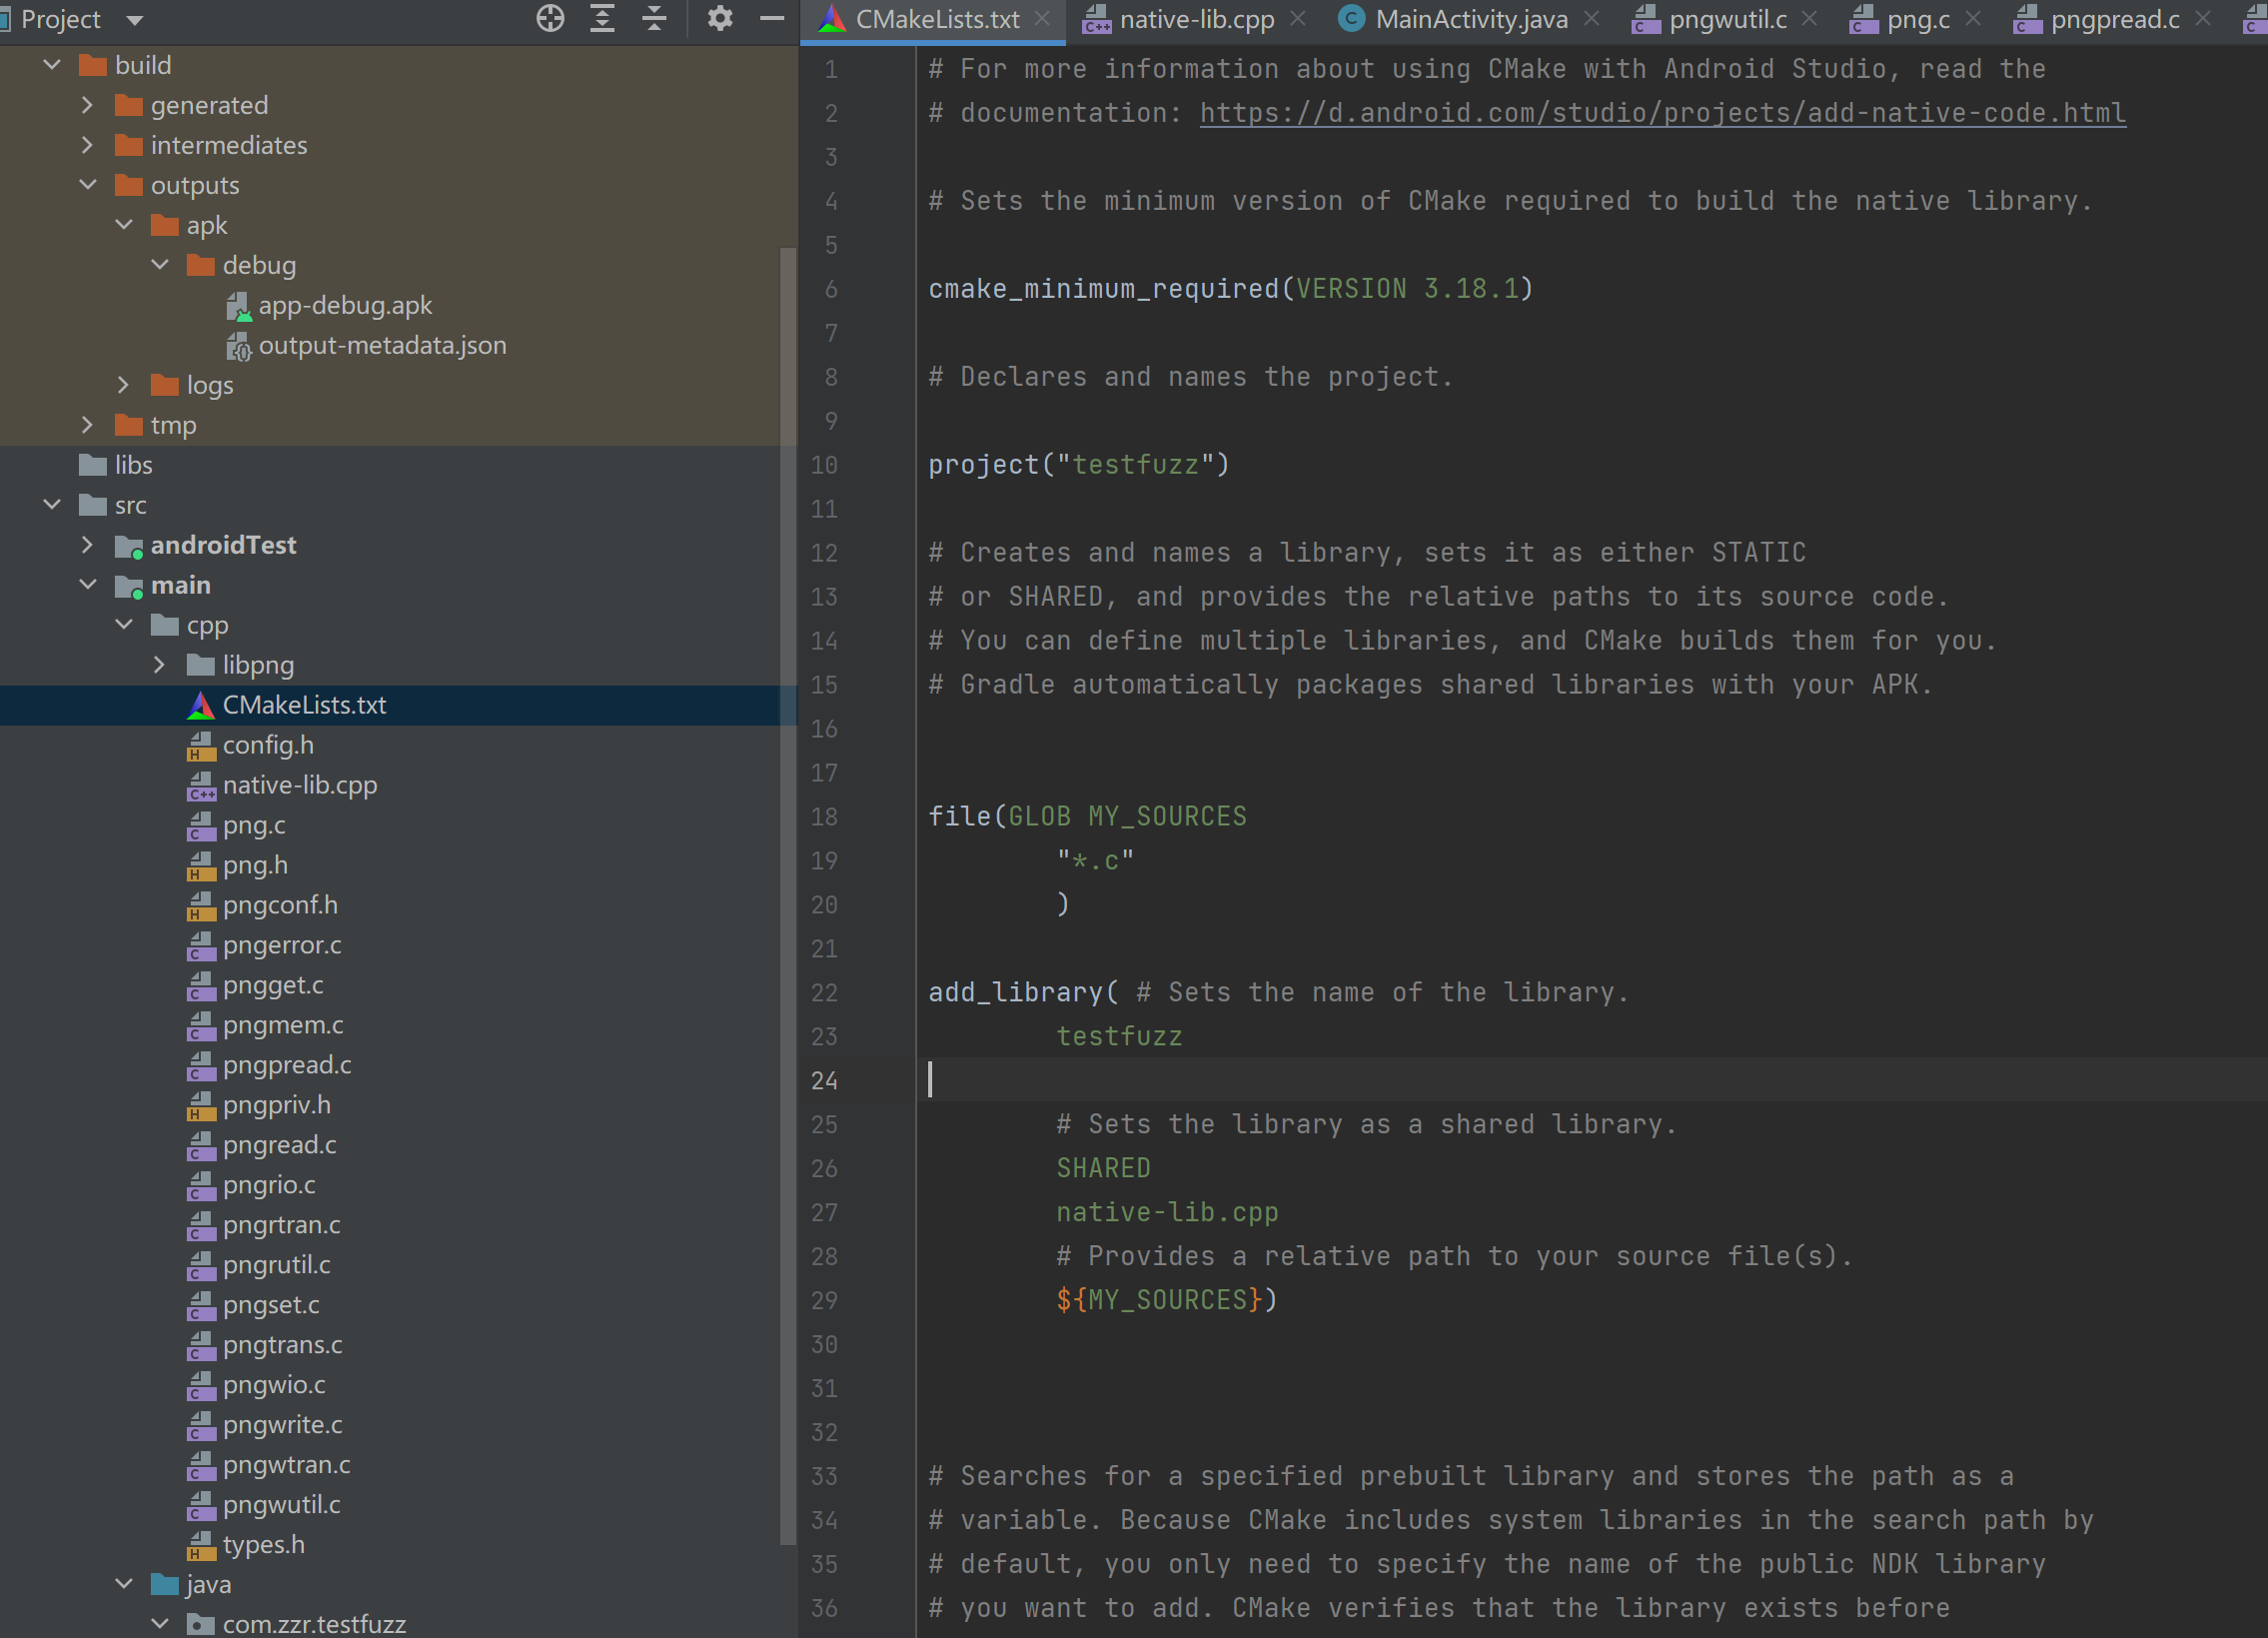 Project
build
generated
intermediates
outputs
apk
debug
app-debug.apk
output-metadata.json
logs
tmp
libs
src
androidTest
main
cpp
libpng
CMakeLists.txt
config.h
native-lib.cpp
png.c
png.h
pngconf.h
pngerror.c
pngget.c
pngmem.c
pngpread.c
pngpriv.h
pngread.c
pngrio.c
pngrtran.c
pngrutil.c
pngset.c
pngtrans.c
pngwio.c
pngwrite.c
pngwtran.c
pngwutil.c
types.h
java
com.zzr.testfuzz
CMakeLists.txt native-lib.cpp MainActivity.java pngwutil.c png.c pngpread.c
1 # For more information about using CMake with Android Studio, read the
2 # documentation: https://d.android.com/studio/projects/add-native-code.html
3
4 # Sets the minimum version of CMake required to build the native library.
5
6 cmake_minimum_required(VERSION 3.18.1)
7
8 # Declares and names the project.
9
10 project("testfuzz")
11
12 # Creates and names a library, sets it as either STATIC
13 # or SHARED, and provides the relative paths to its source code.
14 # You can define multiple libraries, and CMake builds them for you.
15 # Gradle automatically packages shared libraries with your APK.
16
17
18 file(GLOB MY_SOURCES
19 "*.c"
20 )
21
22 add_library( # Sets the name of the library.
23 testfuzz
24
25 # Sets the library as a shared library.
26 SHARED
27 native-lib.cpp
28 # Provides a relative path to your source file(s).
29 ${MY_SOURCES})
30
31
32
33 # Searches for a specified prebuilt library and stores the path as a
34 # variable. Because CMake includes system libraries in the search path by
35 # default, you only need to specify the name of the public NDK library
36 # you want to add. CMake verifies that the library exists before